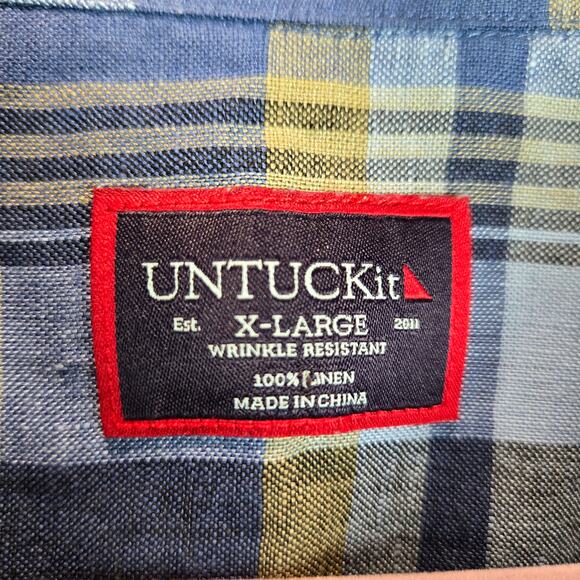 UNTUCKit
Est. X-LARGE 2011
WRINKLE RESISTANT
100% LINEN
MADE IN CHINA